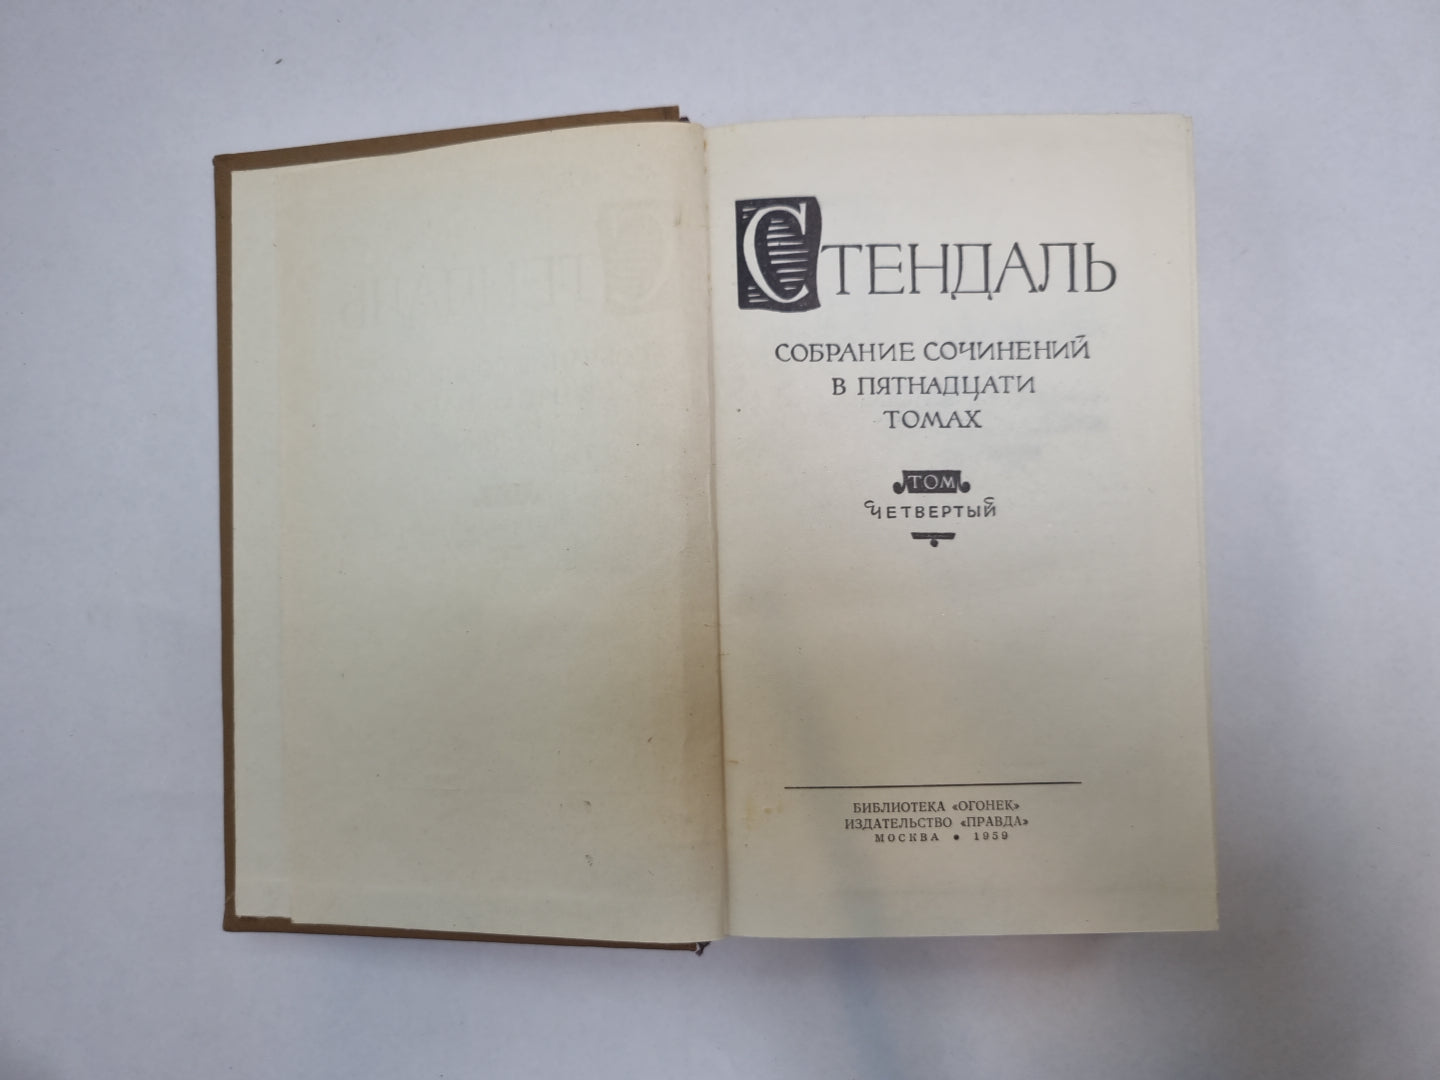 СТЕНДАЛЬ
СОБРАНИЕ СОЧИНЕНИЙ
В ПЯТНАДЦАТИ
ТОМАХ
ТОМ
ЧЕТВЕРТЫЙ
БИБЛИОТЕКА «ОГОНЕК»
ИЗДАТЕЛЬСТВО «ПРАВДА»
МОСКВА • 1959